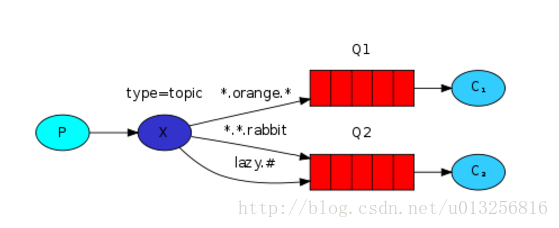 Q1
type=topic
*.orange.*
C₁
P
X
*.*.rabbit
Q2
lazy.#
C₂
http://blog.csdn.net/u013256816